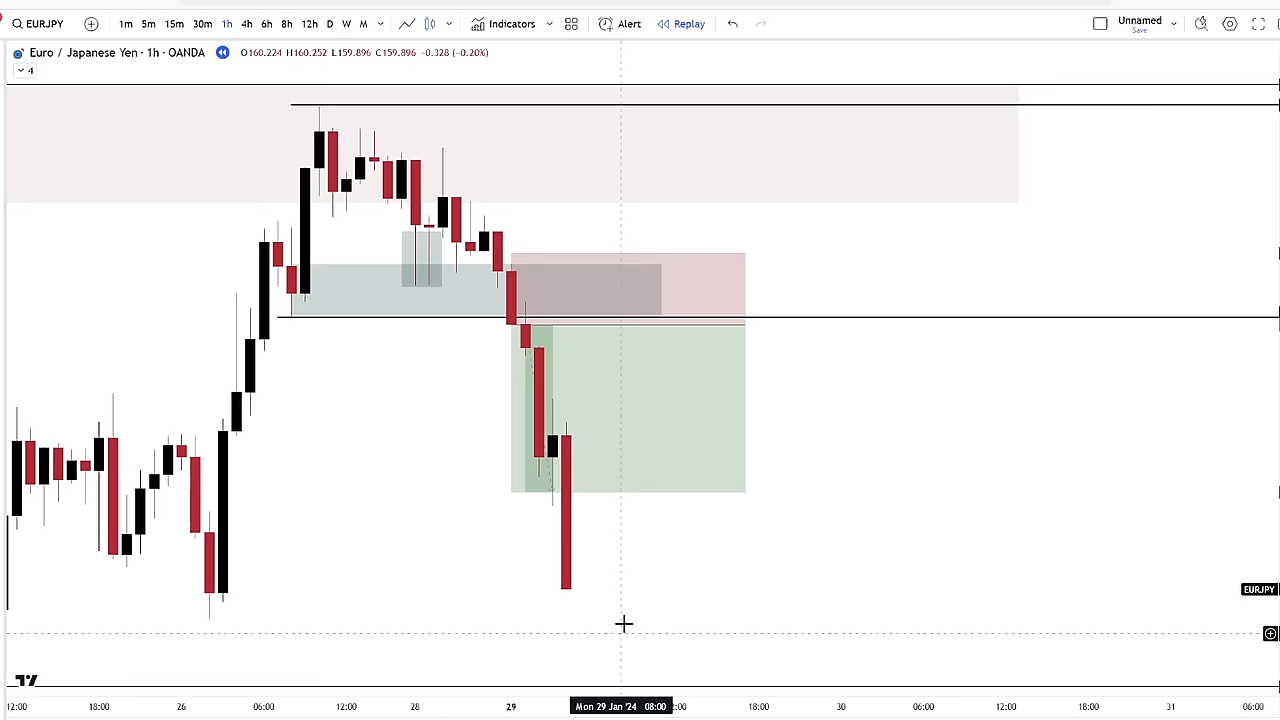 EURJPY 1m 5m 15m 30m 1h 4h 6h 8h 12h D W M Indicators Alert Replay Unnamed
Save
Euro / Japanese Yen · 1h · OANDA O160.224 H160.252 L159.896 C159.896 −0.328 (−0.20%)
4
EURJPY
12:00 18:00 26 06:00 12:00 28 29 Mon 29 Jan '24 08:00 2:00 18:00 30 06:00 12:00 18:00 31 06:00